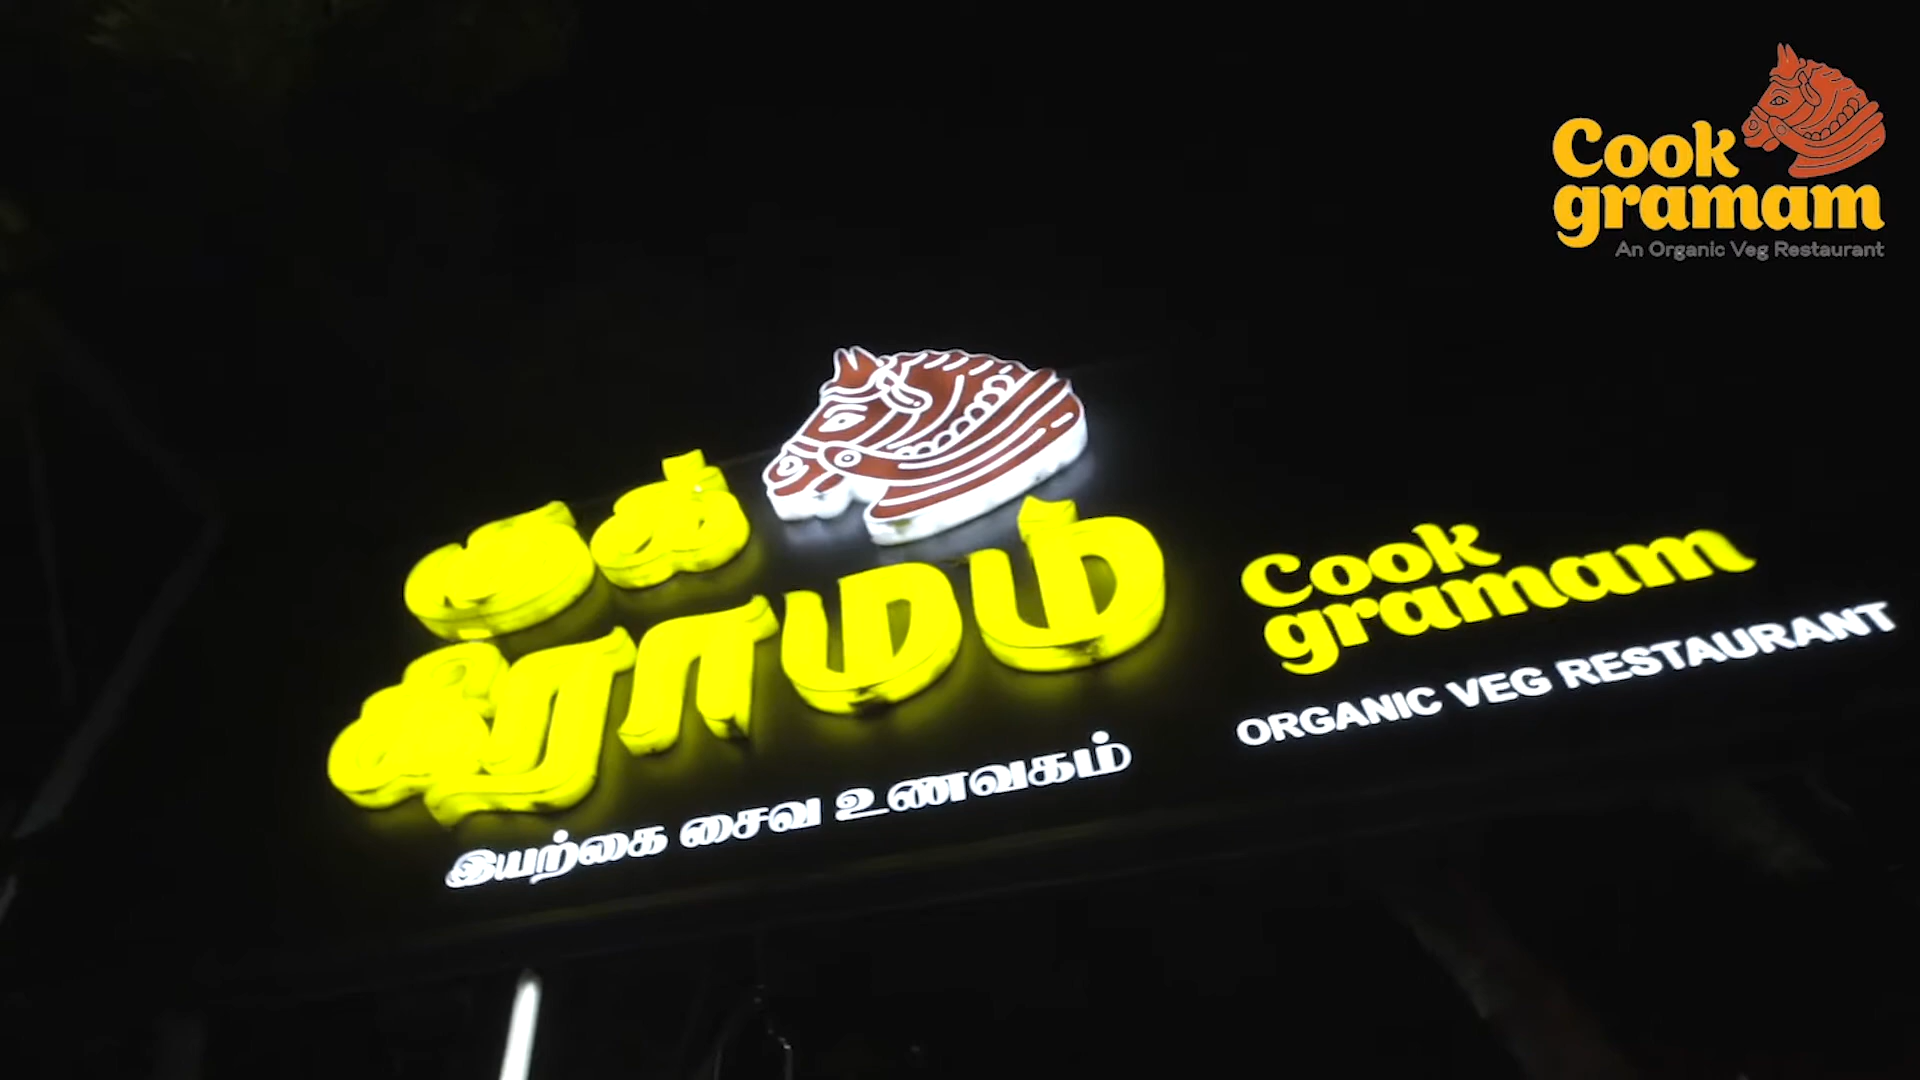 குக்
கிராமம்
இயற்கை சைவ உணவகம்
Cook
gramam
ORGANIC VEG RESTAURANT
Cook
gramam
An Organic Veg Restaurant